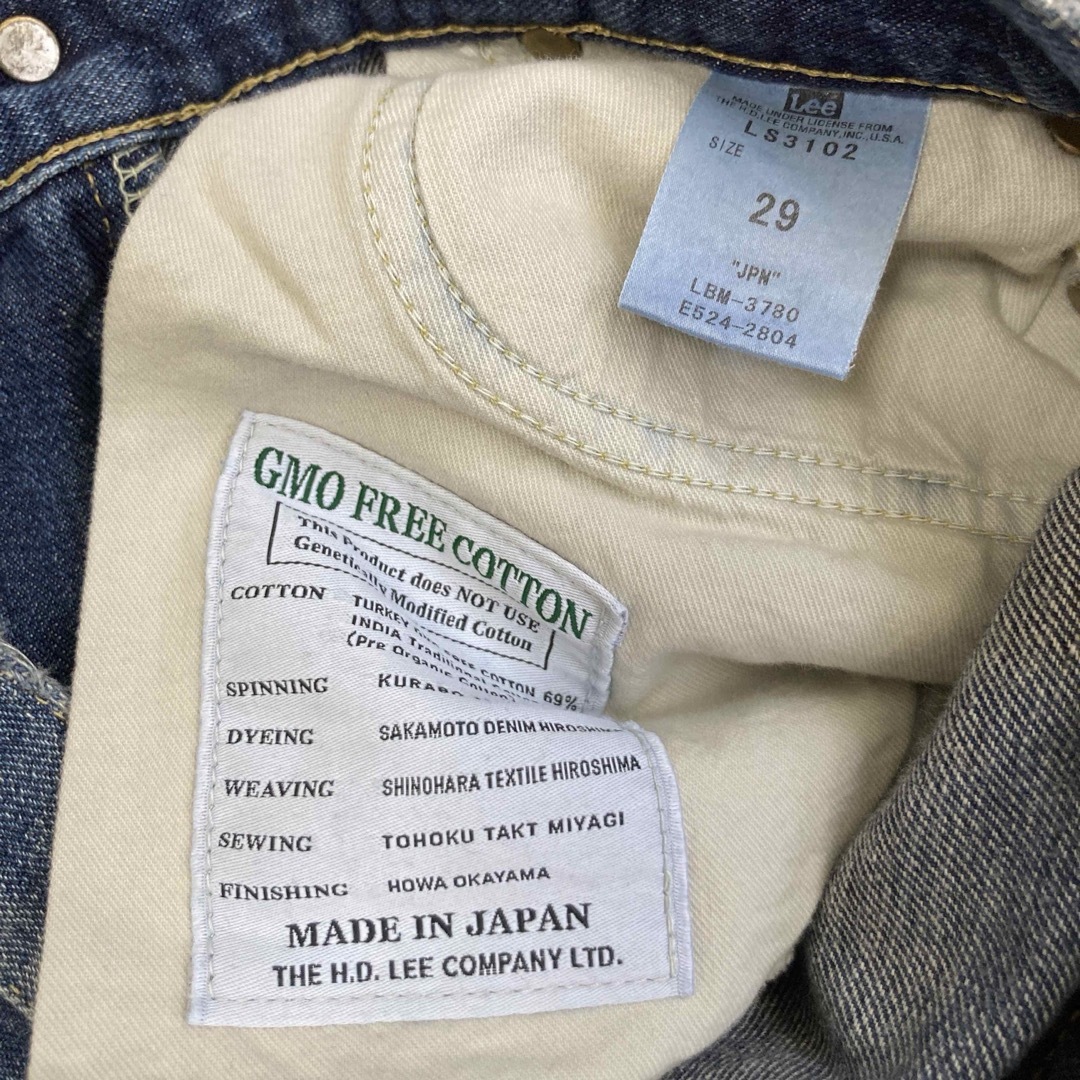 Lee
MADE UNDER LICENSE FROM
THE H.D. LEE COMPANY, INC., U.S.A.
LS3102
SIZE
29
"JPN"
LBM-3780
E524-2804
GMO FREE COTTON
This Product does NOT USE
Genetically Modified Cotton
COTTON TURKEY COTTON 69%
INDIA Traditional
(Pre Organic Cotton)
SPINNING KURABO
DYEING SAKAMOTO DENIM HIROSHIMA
WEAVING SHINOHARA TEXTILE HIROSHIMA
SEWING TOHOKU TAKT MIYAGI
FINISHING HOWA OKAYAMA
MADE IN JAPAN
THE H.D. LEE COMPANY LTD.